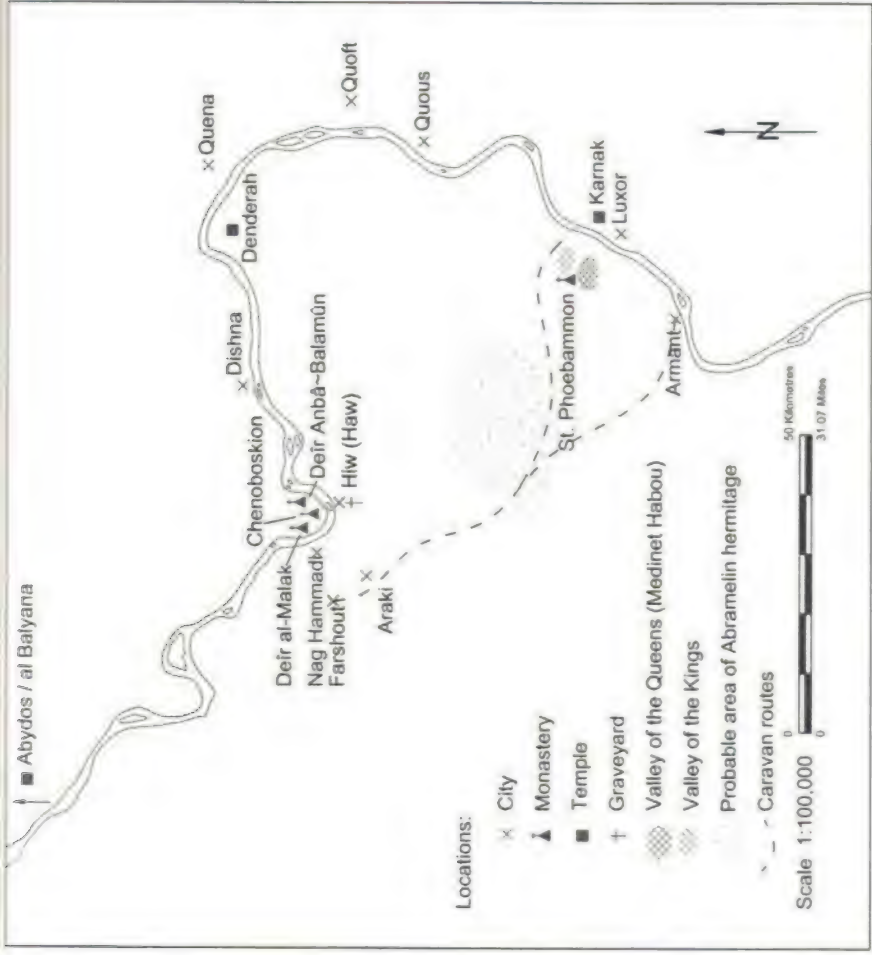 Abydos / al Balyana
Quena
Denderah
Quoft
Dishna
Quous
Chenoboskion
Deir Anbâ~Balamûn
Hiw (Haw)
Deîr al-Malak
Nag Hammadi
Farshout
Araki
Karnak
Luxor
St. Phoebammon
Armant
N
Locations:
City
Monastery
Temple
Graveyard
Valley of the Queens (Medinet Habou)
Valley of the Kings
Probable area of Abramelin hermitage
Caravan routes
Scale 1:100,000
0
50 Kilometres
0
31.07 Miles